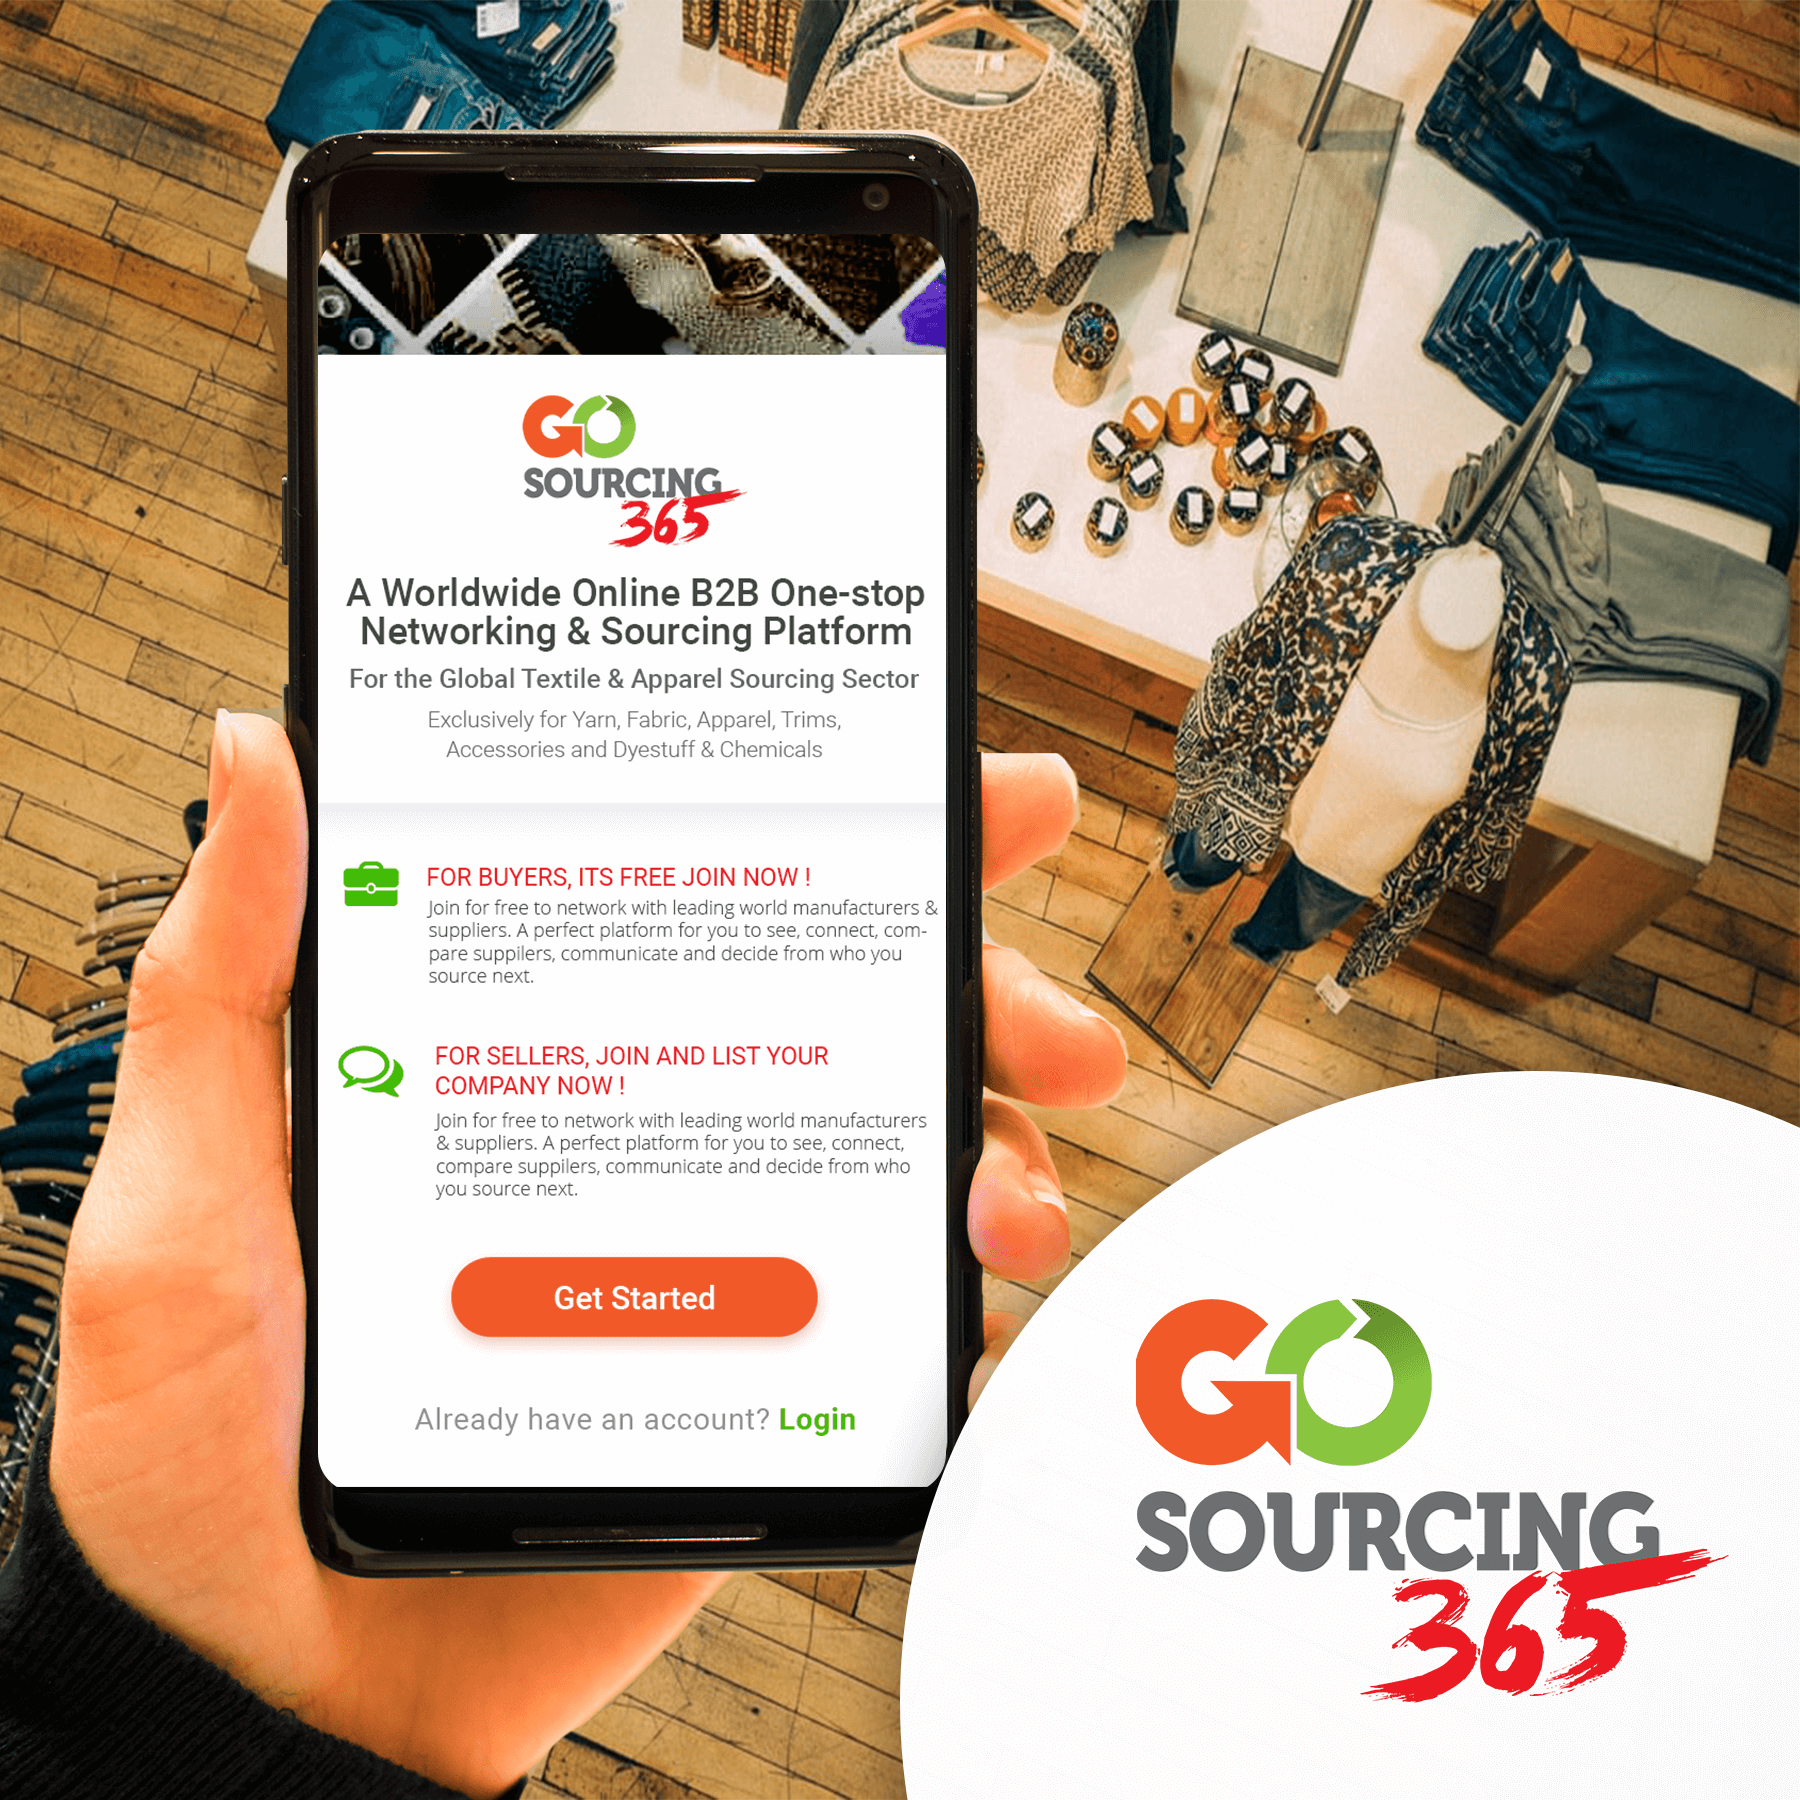 GO
SOURCING
365
A Worldwide Online B2B One-stop
Networking & Sourcing Platform
For the Global Textile & Apparel Sourcing Sector
Exclusively for Yarn, Fabric, Apparel, Trims,
Accessories and Dyestuff & Chemicals
FOR BUYERS, ITS FREE JOIN NOW !
Join for free to network with leading world manufacturers &
suppliers. A perfect platform for you to see, connect, com-
pare suppilers, communicate and decide from who you
source next.
FOR SELLERS, JOIN AND LIST YOUR
COMPANY NOW !
Join for free to network with leading world manufacturers
& suppliers. A perfect platform for you to see, connect,
compare suppilers, communicate and decide from who
you source next.
Get Started
Already have an account? Login
GO
SOURCING
365